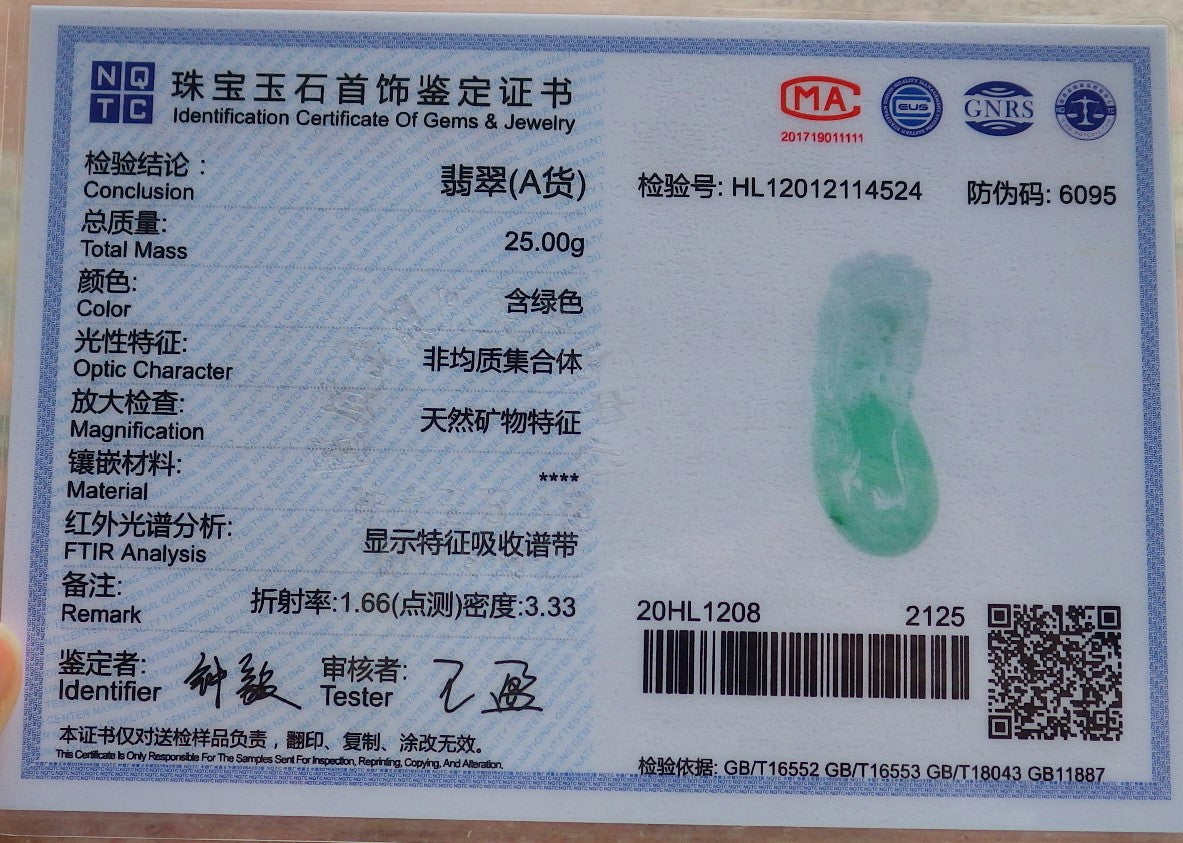 NQTC
珠宝玉石首饰鉴定证书
Identification Certificate Of Gems & Jewelry
检验结论：
Conclusion
翡翠(A货)
总质量:
Total Mass
25.00g
颜色:
Color
含绿色
光性特征:
Optic Character
非均质集合体
放大检查:
Magnification
天然矿物特征
镶嵌材料:
Material
****
红外光谱分析:
FTIR Analysis
显示特征吸收谱带
备注:
Remark
折射率:1.66(点测)密度:3.33
鉴定者:
Identifier
审核者:
Tester
本证书仅对送检样品负责，翻印、复制、涂改无效。
This Certificate Is Only Responsible For The Samples Sent For Inspection, Reprinting, Copying, And Alteration.
MA
201719011111
EUS
GNRS
检验号: HL12012114524 防伪码: 6095
20HL1208 2125
检验依据: GB/T16552 GB/T16553 GB/T18043 GB11887